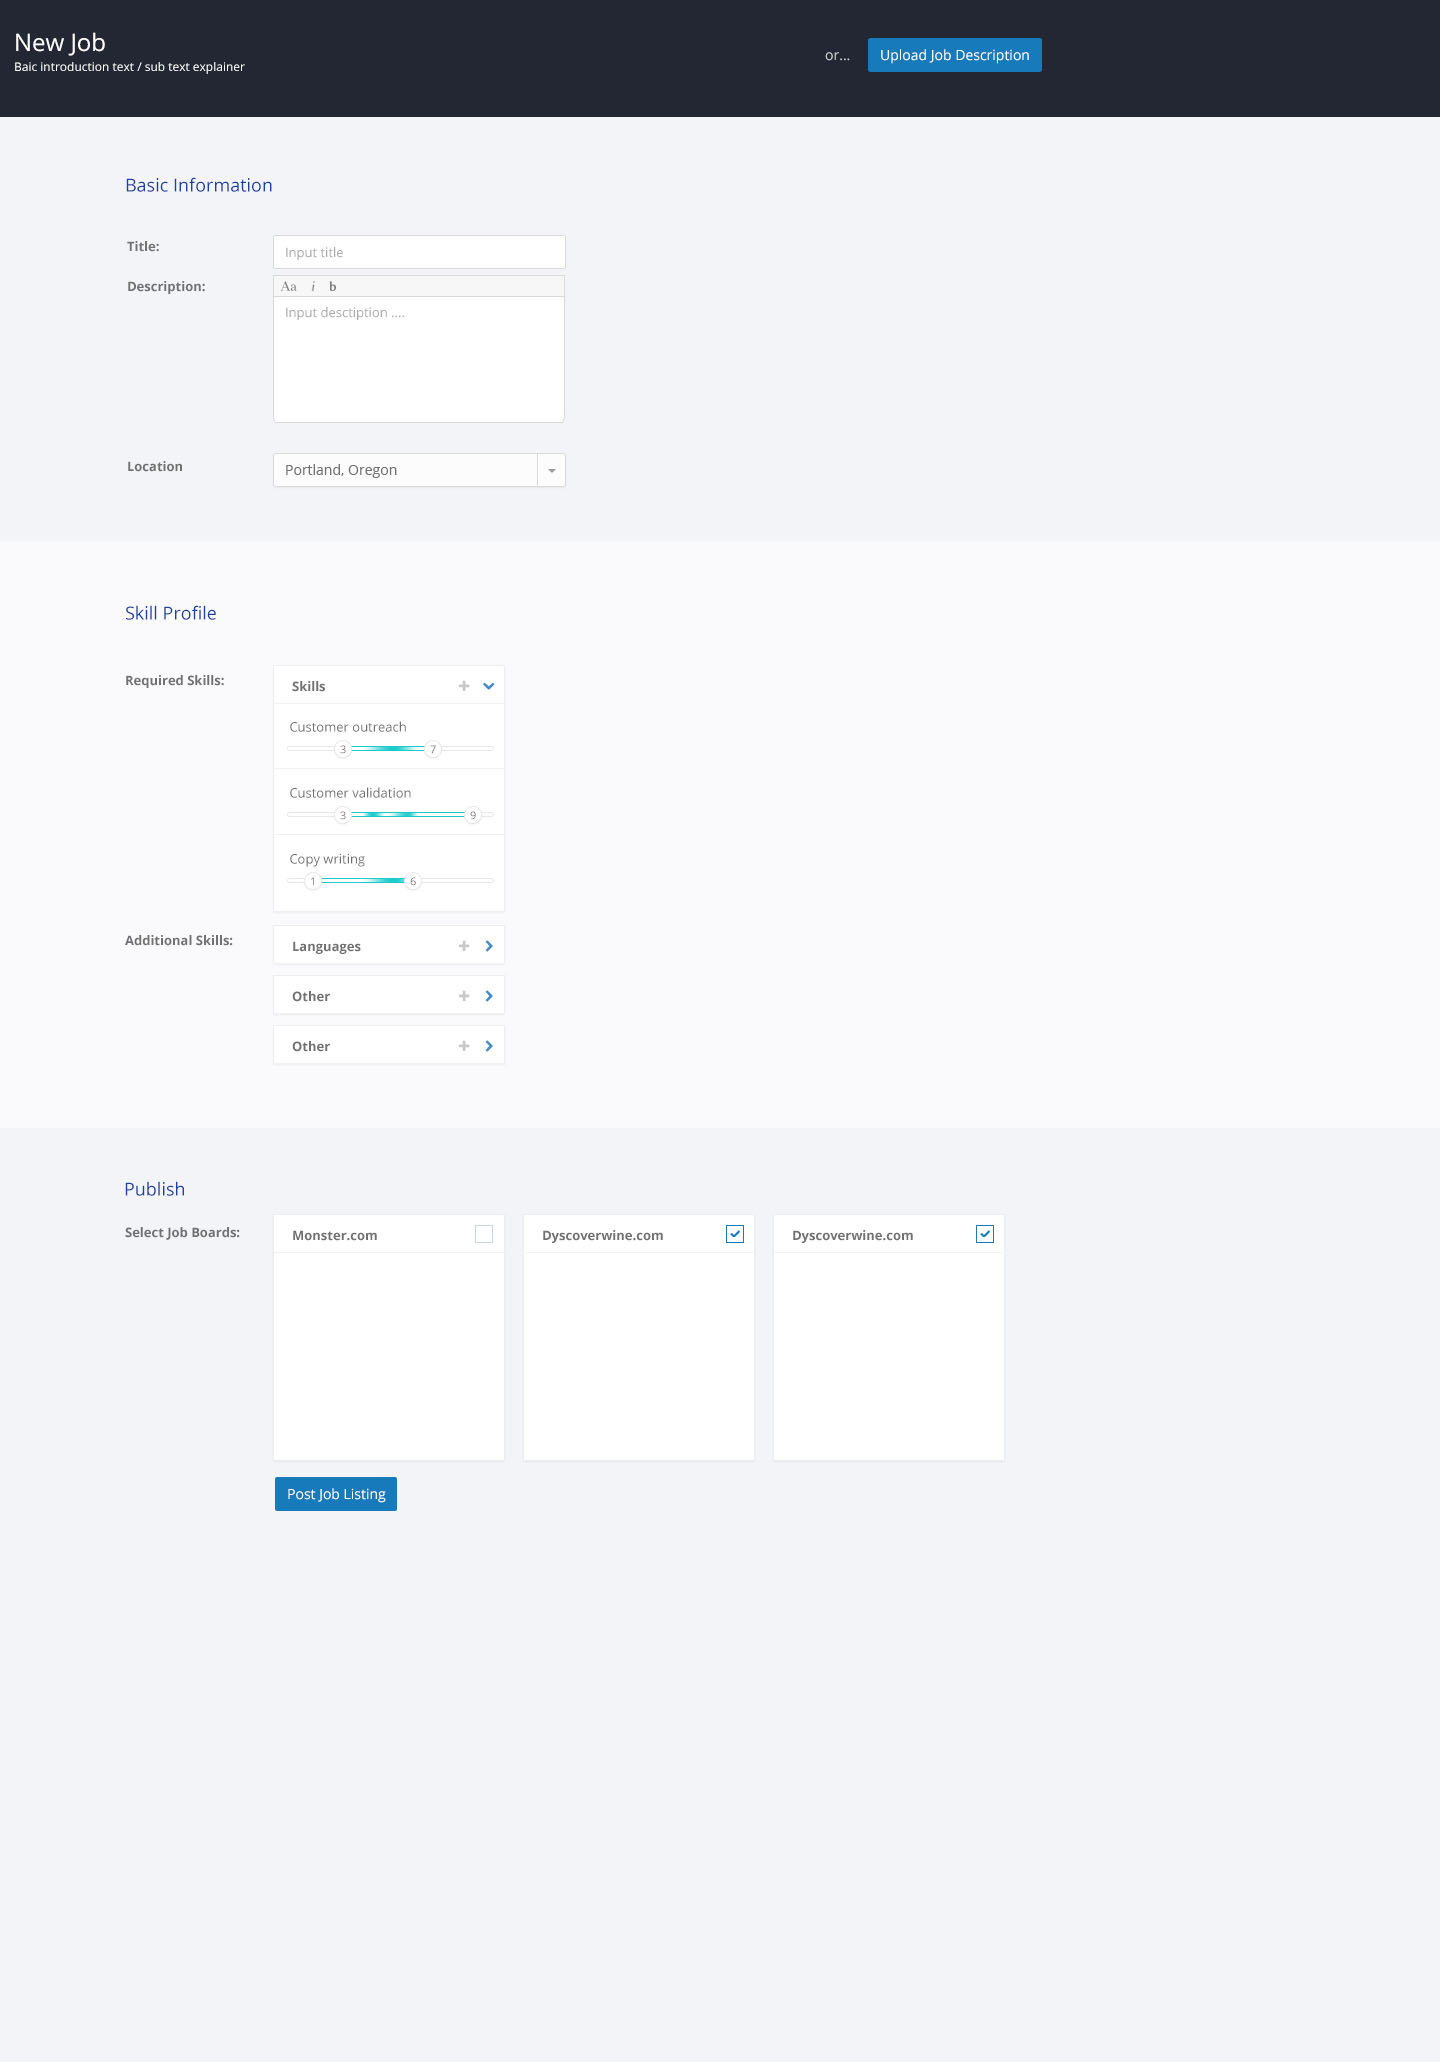 New Job
Baic introduction text / sub text explainer
or...
Upload Job Description
Basic Information
Title:
Input title
Description:
Aa i b
Input desctiption ....
Location
Portland, Oregon
Skill Profile
Required Skills:
Skills
Customer outreach
3 7
Customer validation
3 9
Copy writing
1 6
Additional Skills:
Languages
Other
Other
Publish
Select Job Boards:
Monster.com
Dyscoverwine.com
Dyscoverwine.com
Post Job Listing